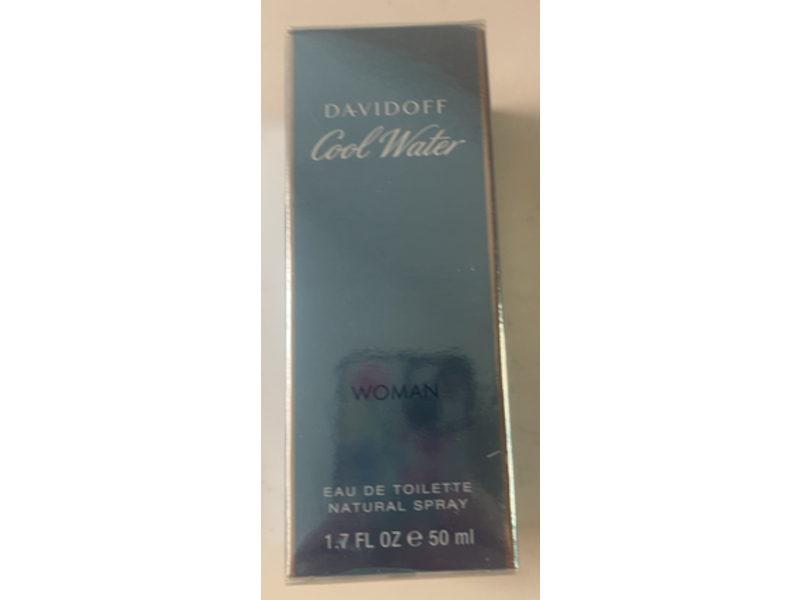 DAVIDOFF
Cool Water
WOMAN
EAU DE TOILETTE
NATURAL SPRAY
1.7 FL OZ ℮ 50 ml